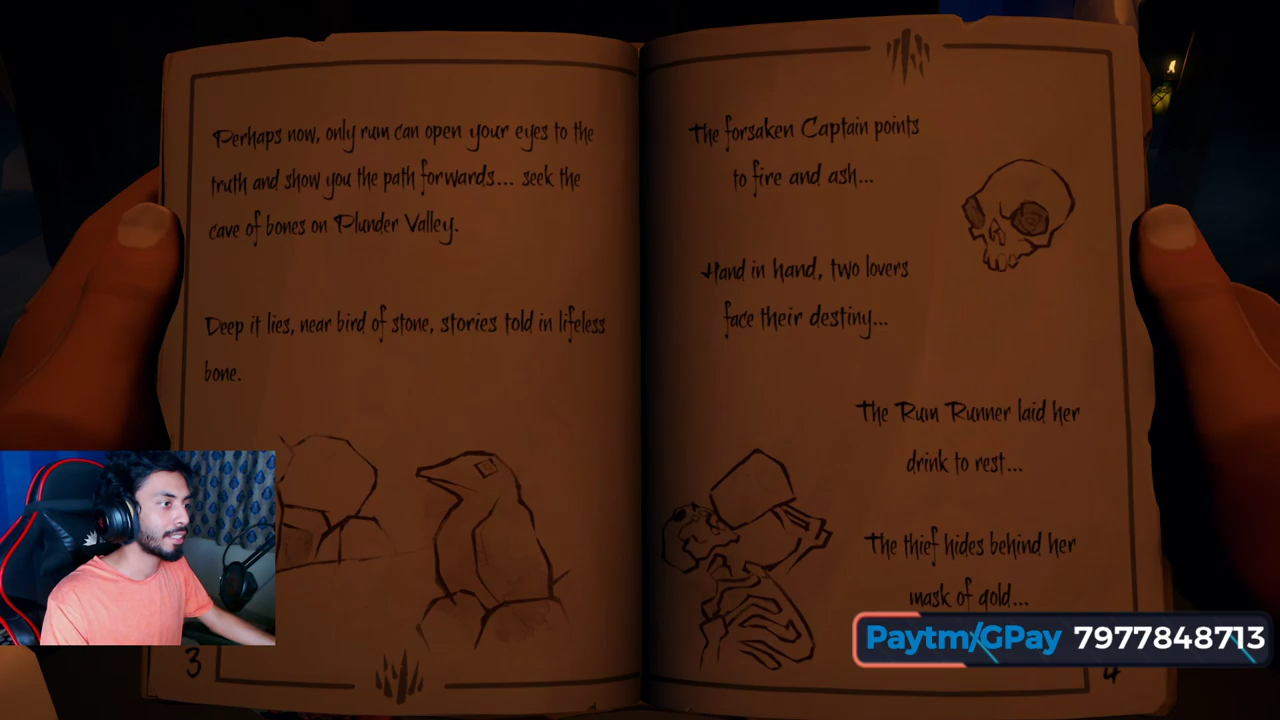 Perhaps now, only rum can open your eyes to the
truth and show you the path forwards... seek the
cave of bones on Plunder Valley.
Deep it lies, near bird of stone, stories told in lifeless
bone.
3
The forsaken Captain points
to fire and ash...
Hand in hand, two lovers
face their destiny...
The Rum Runner laid her
drink to rest...
The thief hides behind her
mask of gold...
4
Paytm/GPay 7977848713